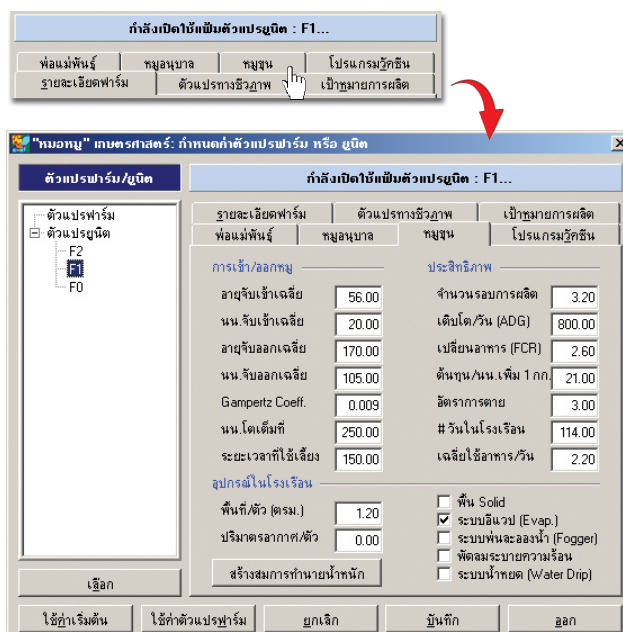 กำลังเปิดใช้แฟ้มตัวแปรยูนิต : F1...
พ่อแม่พันธุ์ หมูอนุบาล หมูขุน โปรแกรมวัคซีน
รายละเอียดฟาร์ม ตัวแปรทางชีวภาพ เป้าหมายการผลิต
"หมอหมู" เกษตรศาสตร์: กำหนดค่าตัวแปรฟาร์ม หรือ ยูนิต
ตัวแปรฟาร์ม/ยูนิต กำลังเปิดใช้แฟ้มตัวแปรยูนิต : F1...
ตัวแปรฟาร์ม
ตัวแปรยูนิต
F2
F1
F0
เลือก
รายละเอียดฟาร์ม ตัวแปรทางชีวภาพ เป้าหมายการผลิต
พ่อแม่พันธุ์ หมูอนุบาล หมูขุน โปรแกรมวัคซีน
การเข้า/ออกหมู
อายุจับเข้าเฉลี่ย 56.00
นน.จับเข้าเฉลี่ย 20.00
อายุจับออกเฉลี่ย 170.00
นน.จับออกเฉลี่ย 105.00
Gampertz Coeff. 0.009
นน.โตเต็มที่ 250.00
ระยะเวลาที่ใช้เลี้ยง 150.00
ประสิทธิภาพ
จำนวนรอบการผลิต 3.20
เติบโต/วัน (ADG) 800.00
เปลี่ยนอาหาร (FCR) 2.60
ต้นทุน/นน.เพิ่ม 1 กก. 21.00
อัตราการตาย 3.00
# วันในโรงเรือน 114.00
เฉลี่ยใช้อาหาร/วัน 2.20
อุปกรณ์ในโรงเรือน
พื้นที่/ตัว (ตรม.) 1.20
ปริมาตรอากาศ/ตัว 0.00
สร้างสมการทำนายน้ำหนัก
พื้น Solid
ระบบอีแวป (Evap.)
ระบบพ่นละอองน้ำ (Fogger)
พัดลมระบายความร้อน
ระบบน้ำหยด (Water Drip)
ใช้ค่าเริ่มต้น ใช้ค่าตัวแปรฟาร์ม ยกเลิก บันทึก ออก